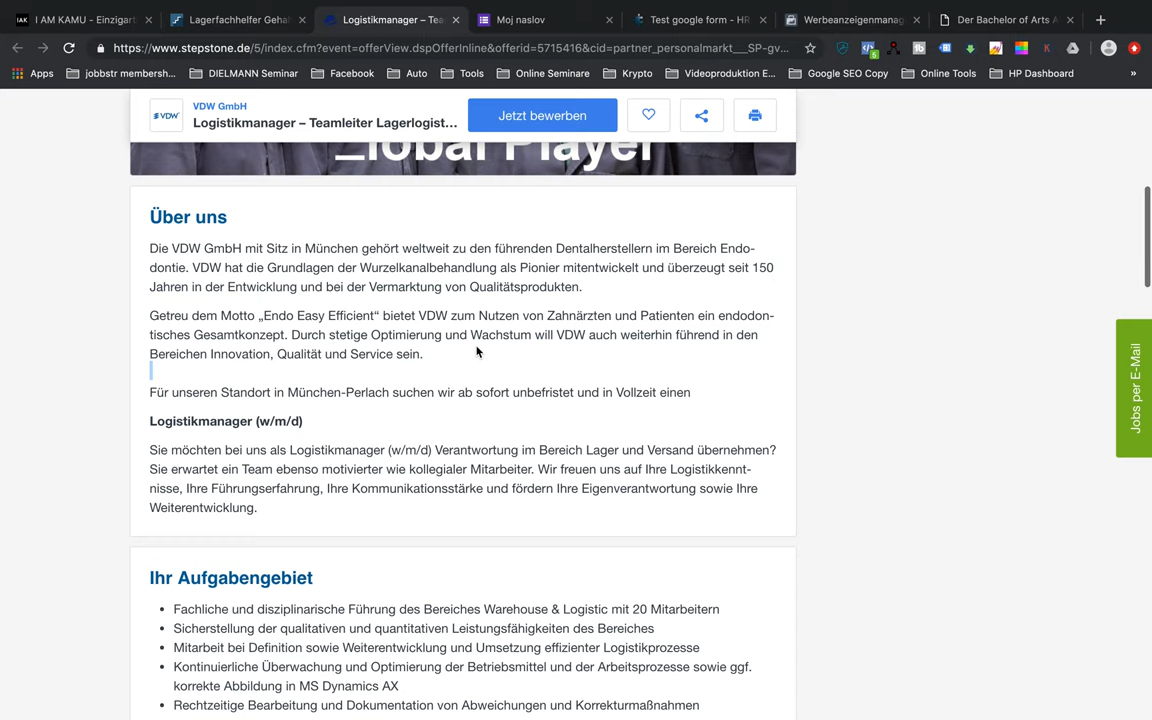 I AM KAMU - Einzigart
Lagerfachhelfer Geha
Logistikmanager – Tea
Moj naslov
Test google form - HR
Werbeanzeigenmanag
Der Bachelor of Arts A
https://www.stepstone.de/5/index.cfm?event=offerView.dspOfferInline&offerid=5715416&cid=partner_personalmarkt___SP-gv...
Apps
jobbstr membersh...
DIELMANN Seminar
Facebook
Auto
Tools
Online Seminare
Krypto
Videoproduktion E...
Google SEO Copy
Online Tools
HP Dashboard
»
VDW
VDW GmbH
Logistikmanager – Teamleiter Lagerlogist...
Jetzt bewerben
Global Player
Über uns
Die VDW GmbH mit Sitz in München gehört weltweit zu den führenden Dentalherstellern im Bereich Endo-
dontie. VDW hat die Grundlagen der Wurzelkanalbehandlung als Pionier mitentwickelt und überzeugt seit 150
Jahren in der Entwicklung und bei der Vermarktung von Qualitätsprodukten.
Getreu dem Motto „Endo Easy Efficient“ bietet VDW zum Nutzen von Zahnärzten und Patienten ein endodon-
tisches Gesamtkonzept. Durch stetige Optimierung und Wachstum will VDW auch weiterhin führend in den
Bereichen Innovation, Qualität und Service sein.
Für unseren Standort in München-Perlach suchen wir ab sofort unbefristet und in Vollzeit einen
Logistikmanager (w/m/d)
Sie möchten bei uns als Logistikmanager (w/m/d) Verantwortung im Bereich Lager und Versand übernehmen?
Sie erwartet ein Team ebenso motivierter wie kollegialer Mitarbeiter. Wir freuen uns auf Ihre Logistikkennt-
nisse, Ihre Führungserfahrung, Ihre Kommunikationsstärke und fördern Ihre Eigenverantwortung sowie Ihre
Weiterentwicklung.
Jobs per E-Mail
Ihr Aufgabengebiet
• Fachliche und disziplinarische Führung des Bereiches Warehouse & Logistic mit 20 Mitarbeitern
• Sicherstellung der qualitativen und quantitativen Leistungsfähigkeiten des Bereiches
• Mitarbeit bei Definition sowie Weiterentwicklung und Umsetzung effizienter Logistikprozesse
• Kontinuierliche Überwachung und Optimierung der Betriebsmittel und der Arbeitsprozesse sowie ggf.
korrekte Abbildung in MS Dynamics AX
• Rechtzeitige Bearbeitung und Dokumentation von Abweichungen und Korrekturmaßnahmen